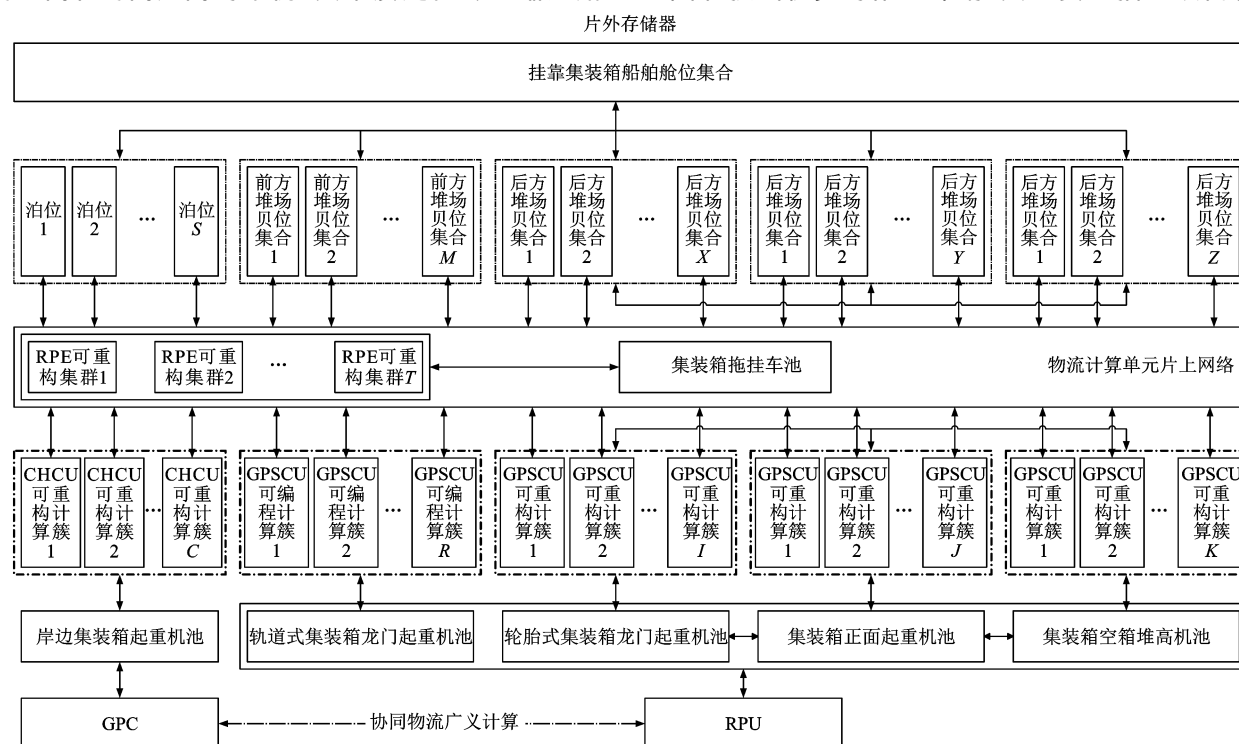 片外存储器
挂靠集装箱船舶舱位集合
泊位
1
泊位
2
...
泊位
S
前方
堆场
贝位
集合
1
前方
堆场
贝位
集合
2
...
前方
堆场
贝位
集合
M
后方
堆场
贝位
集合
1
后方
堆场
贝位
集合
2
...
后方
堆场
贝位
集合
X
后方
堆场
贝位
集合
1
后方
堆场
贝位
集合
2
...
后方
堆场
贝位
集合
Y
后方
堆场
贝位
集合
1
后方
堆场
贝位
集合
2
...
后方
堆场
贝位
集合
Z
RPE可重
构集群1
RPE可重
构集群2
...
RPE可重
构集群T
集装箱拖挂车池
物流计算单元片上网络
CHCU
可重
构计
算簇
1
CHCU
可重
构计
算簇
2
...
CHCU
可重
构计
算簇
C
GPSCU
可编
程计
算簇
1
GPSCU
可编
程计
算簇
2
...
GPSCU
可编
程计
算簇
R
GPSCU
可重
构计
算簇
1
GPSCU
可重
构计
算簇
2
...
GPSCU
可重
构计
算簇
I
GPSCU
可重
构计
算簇
1
GPSCU
可重
构计
算簇
2
...
GPSCU
可重
构计
算簇
J
GPSCU
可重
构计
算簇
1
GPSCU
可重
构计
算簇
2
...
GPSCU
可重
构计
算簇
K
岸边集装箱起重机池
轨道式集装箱龙门起重机池
轮胎式集装箱龙门起重机池
集装箱正面起重机池
集装箱空箱堆高机池
GPC
协同物流广义计算
RPU